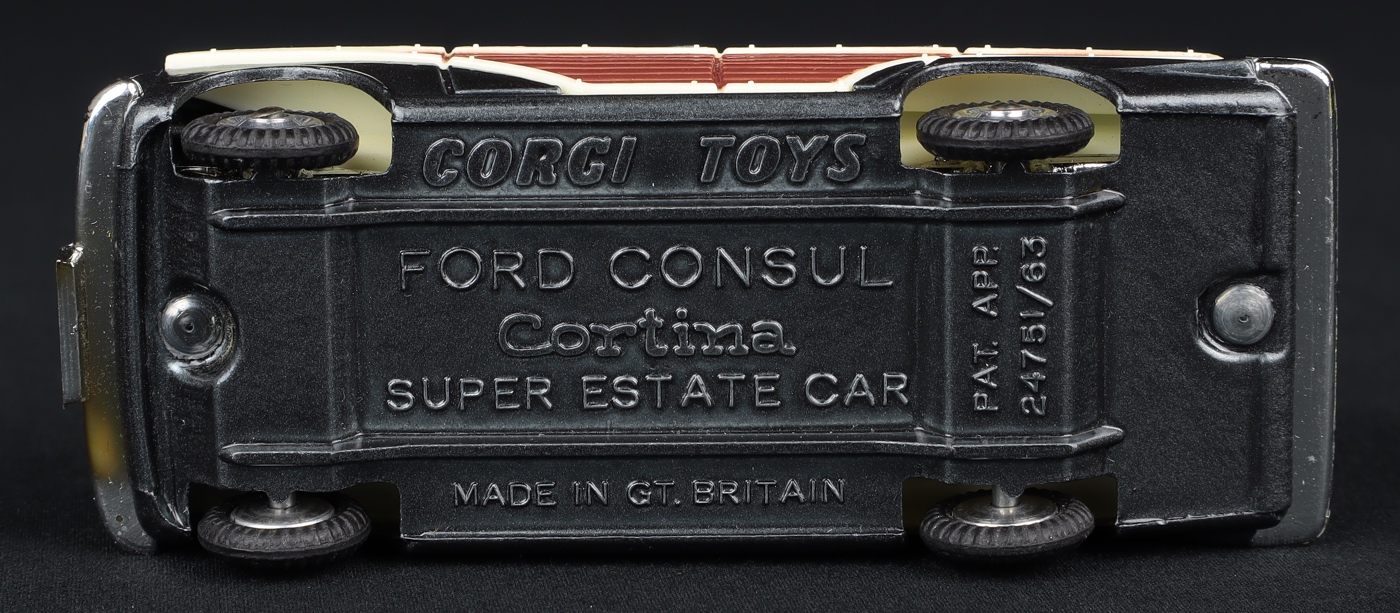 CORGI TOYS
FORD CONSUL
Cortina
SUPER ESTATE CAR
PAT. APP.
24751/63
MADE IN GT. BRITAIN